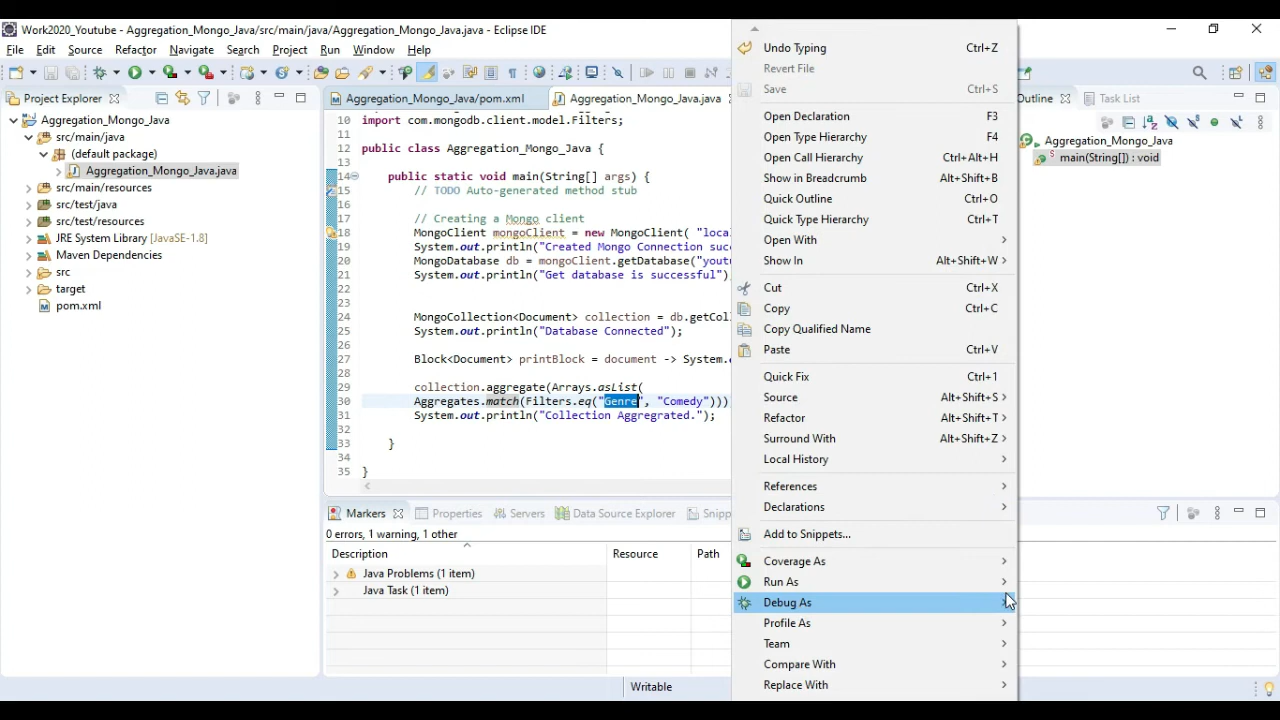 Work2020_Youtube - Aggregation_Mongo_Java/src/main/java/Aggregation_Mongo_Java.java - Eclipse IDE
File Edit Source Refactor Navigate Search Project Run Window Help
Project Explorer
Aggregation_Mongo_Java
src/main/java
(default package)
Aggregation_Mongo_Java.java
src/main/resources
src/test/java
src/test/resources
JRE System Library [JavaSE-1.8]
Maven Dependencies
src
target
pom.xml
Aggregation_Mongo_Java/pom.xml Aggregation_Mongo_Java.java
10 import com.mongodb.client.model.Filters;
11
12 public class Aggregation_Mongo_Java {
13
14 public static void main(String[] args) {
15 // TODO Auto-generated method stub
16
17 // Creating a Mongo client
18 MongoClient mongoClient = new MongoClient( "loca
19 System.out.println("Created Mongo Connection suc
20 MongoDatabase db = mongoClient.getDatabase("yout
21 System.out.println("Get database is successful")
22
23
24 MongoCollection<Document> collection = db.getCol
25 System.out.println("Database Connected");
26
27 Block<Document> printBlock = document -> System.
28
29 collection.aggregate(Arrays.asList(
30 Aggregates.match(Filters.eq("Genre", "Comedy")))
31 System.out.println("Collection Aggregrated.");
32
33 }
34
35 }
Undo Typing Ctrl+Z
Revert File
Save Ctrl+S
Open Declaration F3
Open Type Hierarchy F4
Open Call Hierarchy Ctrl+Alt+H
Show in Breadcrumb Alt+Shift+B
Quick Outline Ctrl+O
Quick Type Hierarchy Ctrl+T
Open With
Show In Alt+Shift+W
Cut Ctrl+X
Copy Ctrl+C
Copy Qualified Name
Paste Ctrl+V
Quick Fix Ctrl+1
Source Alt+Shift+S
Refactor Alt+Shift+T
Surround With Alt+Shift+Z
Local History
References
Declarations
Add to Snippets...
Coverage As
Run As
Debug As
Profile As
Team
Compare With
Replace With
Outline Task List
Aggregation_Mongo_Java
main(String[]) : void
Markers Properties Servers Data Source Explorer Snipp
0 errors, 1 warning, 1 other
Description Resource Path
Java Problems (1 item)
Java Task (1 item)
Writable